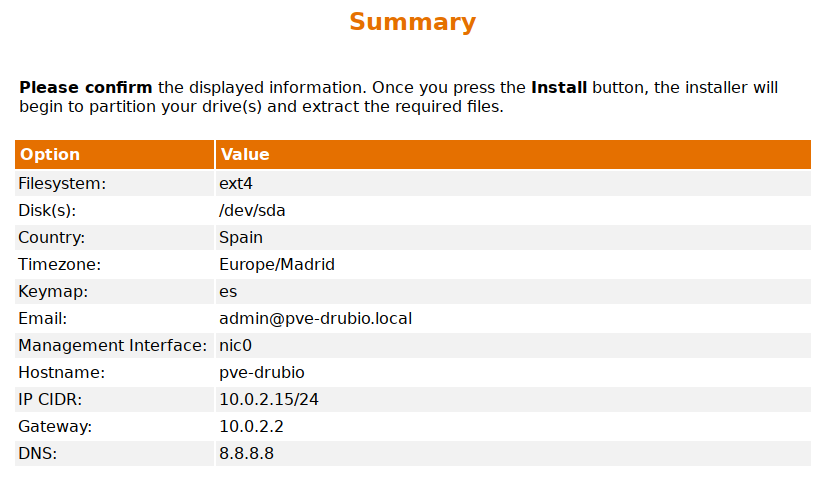 Summary
Please confirm the displayed information. Once you press the Install button, the installer will
begin to partition your drive(s) and extract the required files.
Option Value
Filesystem: ext4
Disk(s): /dev/sda
Country: Spain
Timezone: Europe/Madrid
Keymap: es
Email: admin@pve-drubio.local
Management Interface: nic0
Hostname: pve-drubio
IP CIDR: 10.0.2.15/24
Gateway: 10.0.2.2
DNS: 8.8.8.8